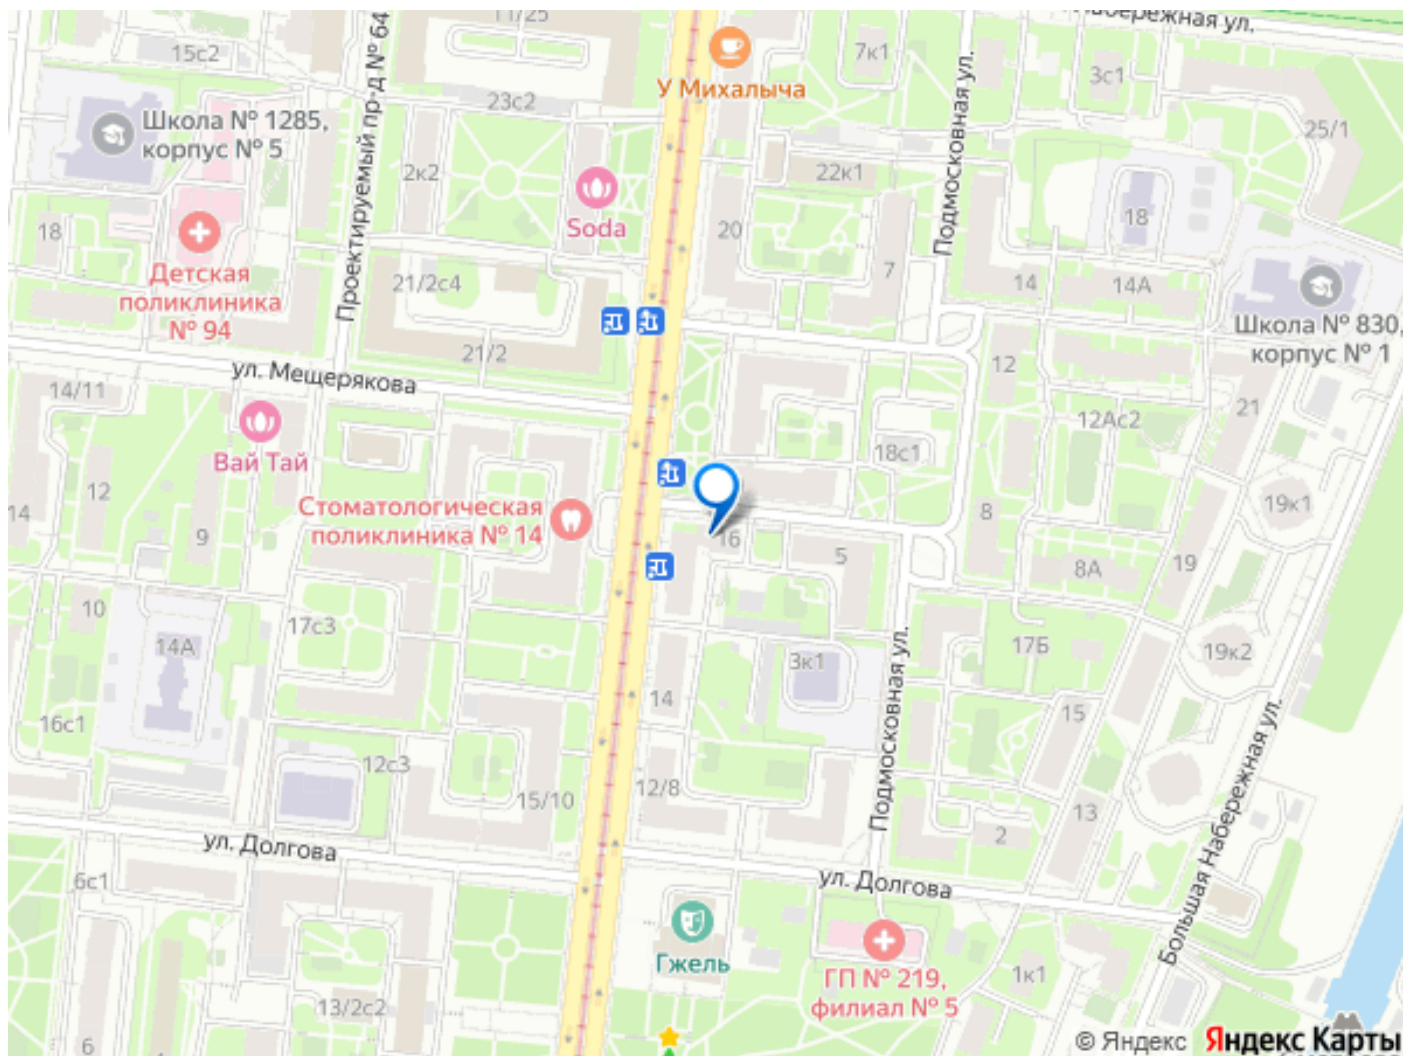 11/25
Набережная ул.
15с2
7к1
3с1
У Михалыча
Проектируемый пр-д № 64
Подмосковная ул.
23с2
Школа № 1285,
корпус № 5
25/1
2к2
22к1
18
Soda
20
18
Детская
поликлиника
№ 94
21/2с4
7
14
14А
Школа № 830,
корпус № 1
21/2
ул. Мещерякова
12
14/11
21
12Ас2
Вай Тай
18с1
12
14
Стоматологическая
поликлиника № 14
9
16
5
8
19к1
19
8А
10
17с3
14А
3к1
17Б
19к2
Подмосковная ул.
14
15
16с1
12с3
15/10
12/8
13
2
Большая Набережная ул.
ул. Долгова
ул. Долгова
6с1
Гжель
ГП № 219,
филиал № 5
1к1
13/2с2
6
© Яндекс Яндекс Карты